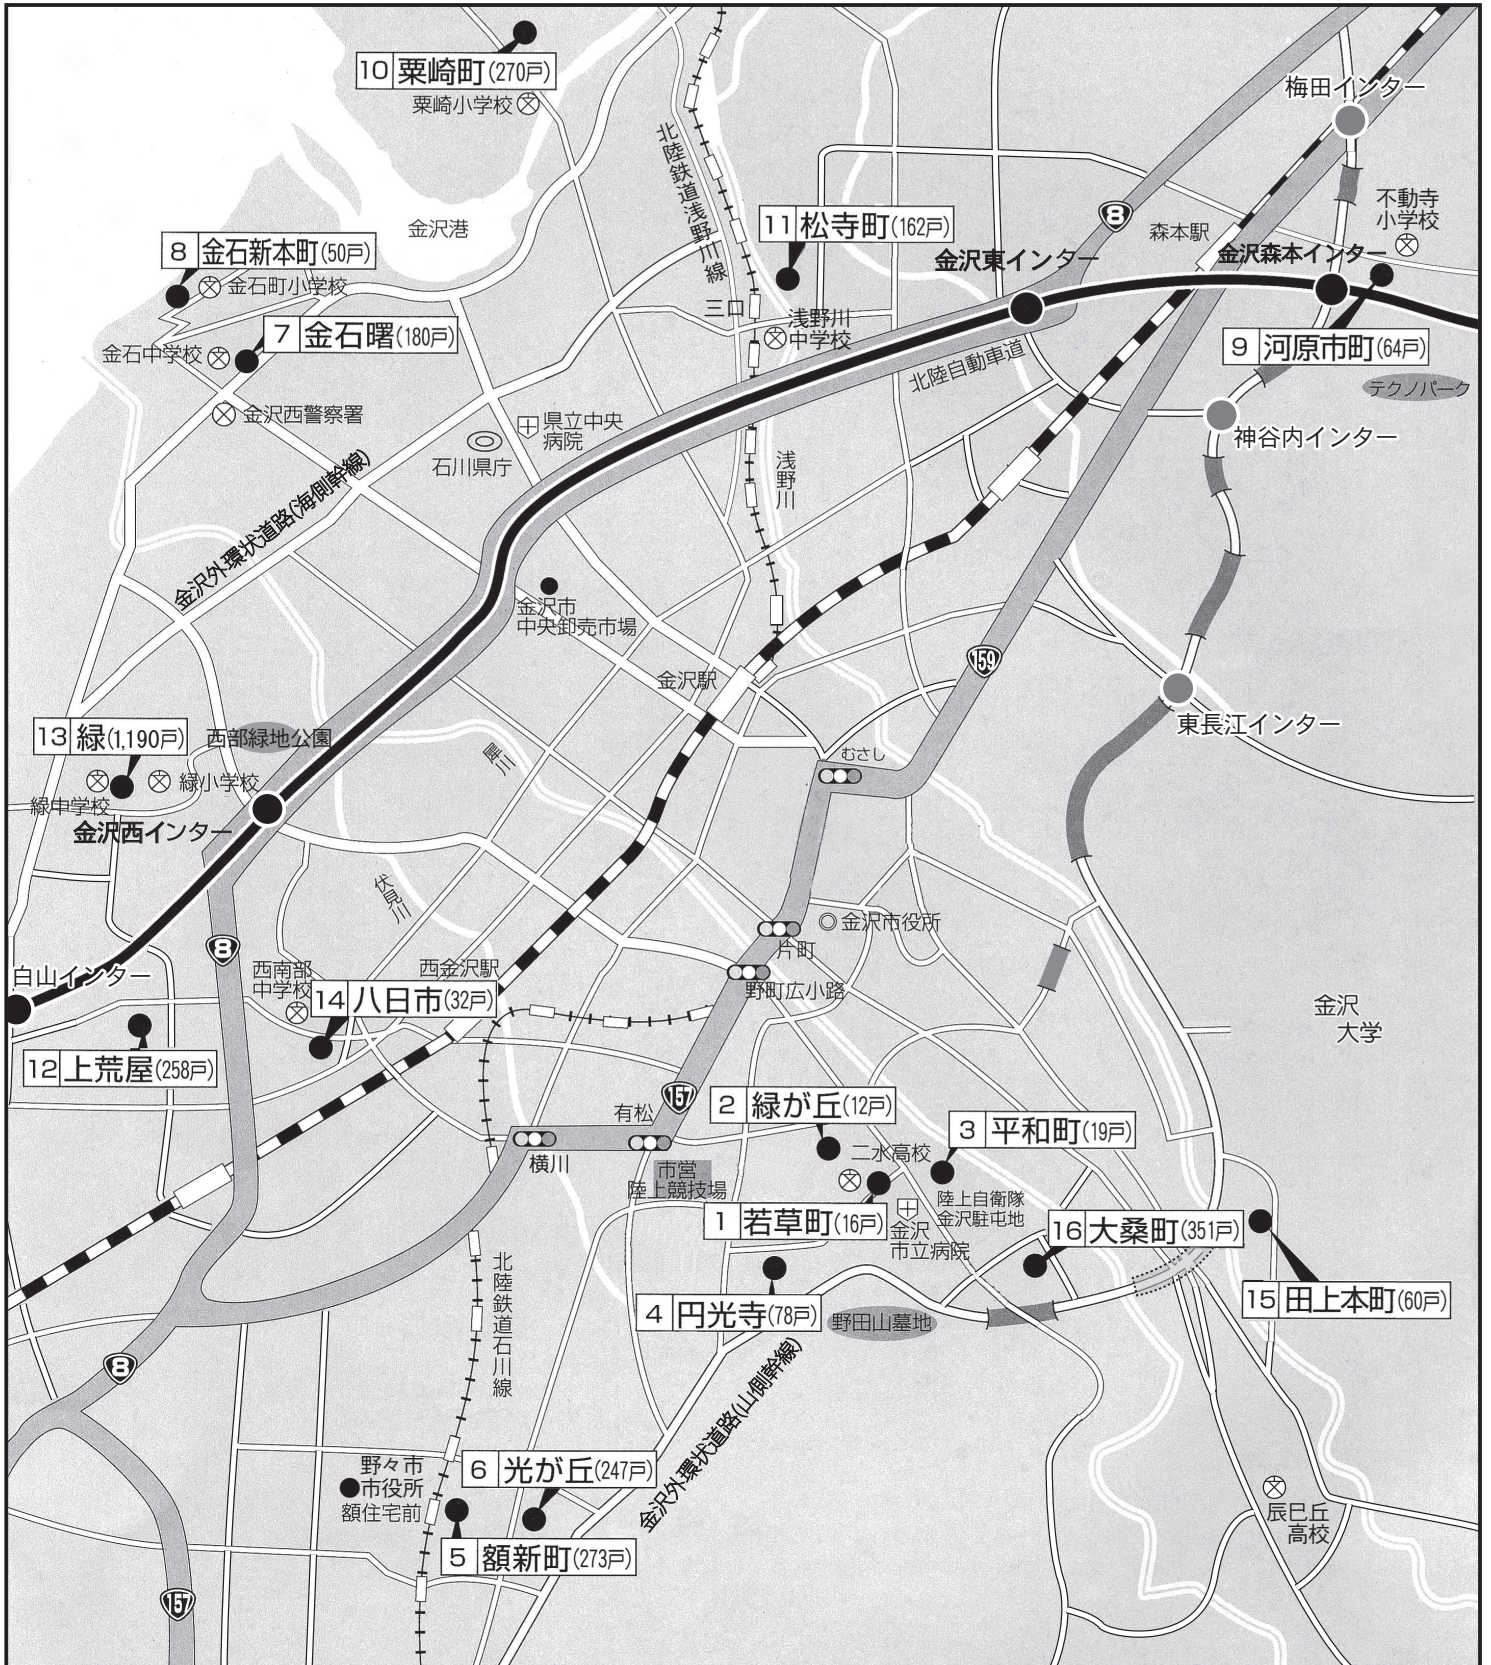 10 粟崎町(270戸)
粟崎小学校
梅田インター
北陸鉄道浅野川線
不動寺
小学校
金沢港
11 松寺町(162戸)
8
森本駅
8 金石新本町(50戸)
金石町小学校
金沢東インター
金沢森本インター
三口
浅野川
中学校
7 金石曙(180戸)
金石中学校
9 河原市町(64戸)
北陸自動車道
テクノパーク
金沢西警察署
県立中央
病院
石川県庁
神谷内インター
浅野川
金沢外環状道路(海側幹線)
金沢市
中央卸売市場
金沢駅
159
東長江インター
13 緑(1,190戸)
西部緑地公園
緑小学校
緑中学校
金沢西インター
犀川
むさし
伏見川
金沢市役所
片町
8
野町広小路
白山インター
西南部
中学校
西金沢駅
14 八日市(32戸)
金沢
大学
12 上荒屋(258戸)
157
有松
2 緑が丘(12戸)
3 平和町(19戸)
横川
市営
陸上競技場
二水高校
1 若草町(16戸)
金沢
市立病院
陸上自衛隊
金沢駐屯地
16 大桑町(351戸)
15 田上本町(60戸)
4 円光寺(78戸)
野田山墓地
北陸鉄道石川線
8
金沢外環状道路(山側幹線)
野々市
市役所
額住宅前
6 光が丘(247戸)
5 額新町(273戸)
辰巳丘
高校
157